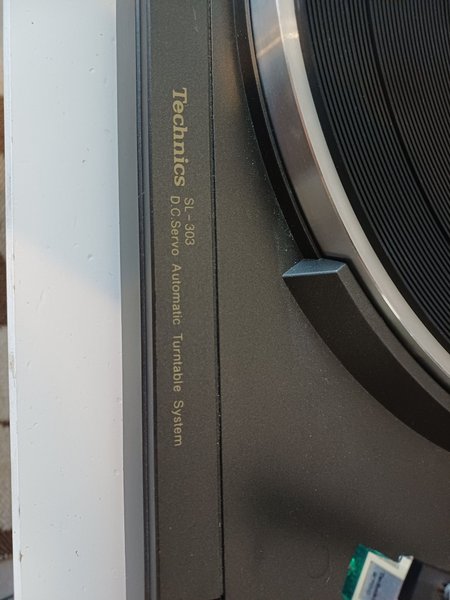 Technics SL-303
D.C.Servo Automatic Turntable System